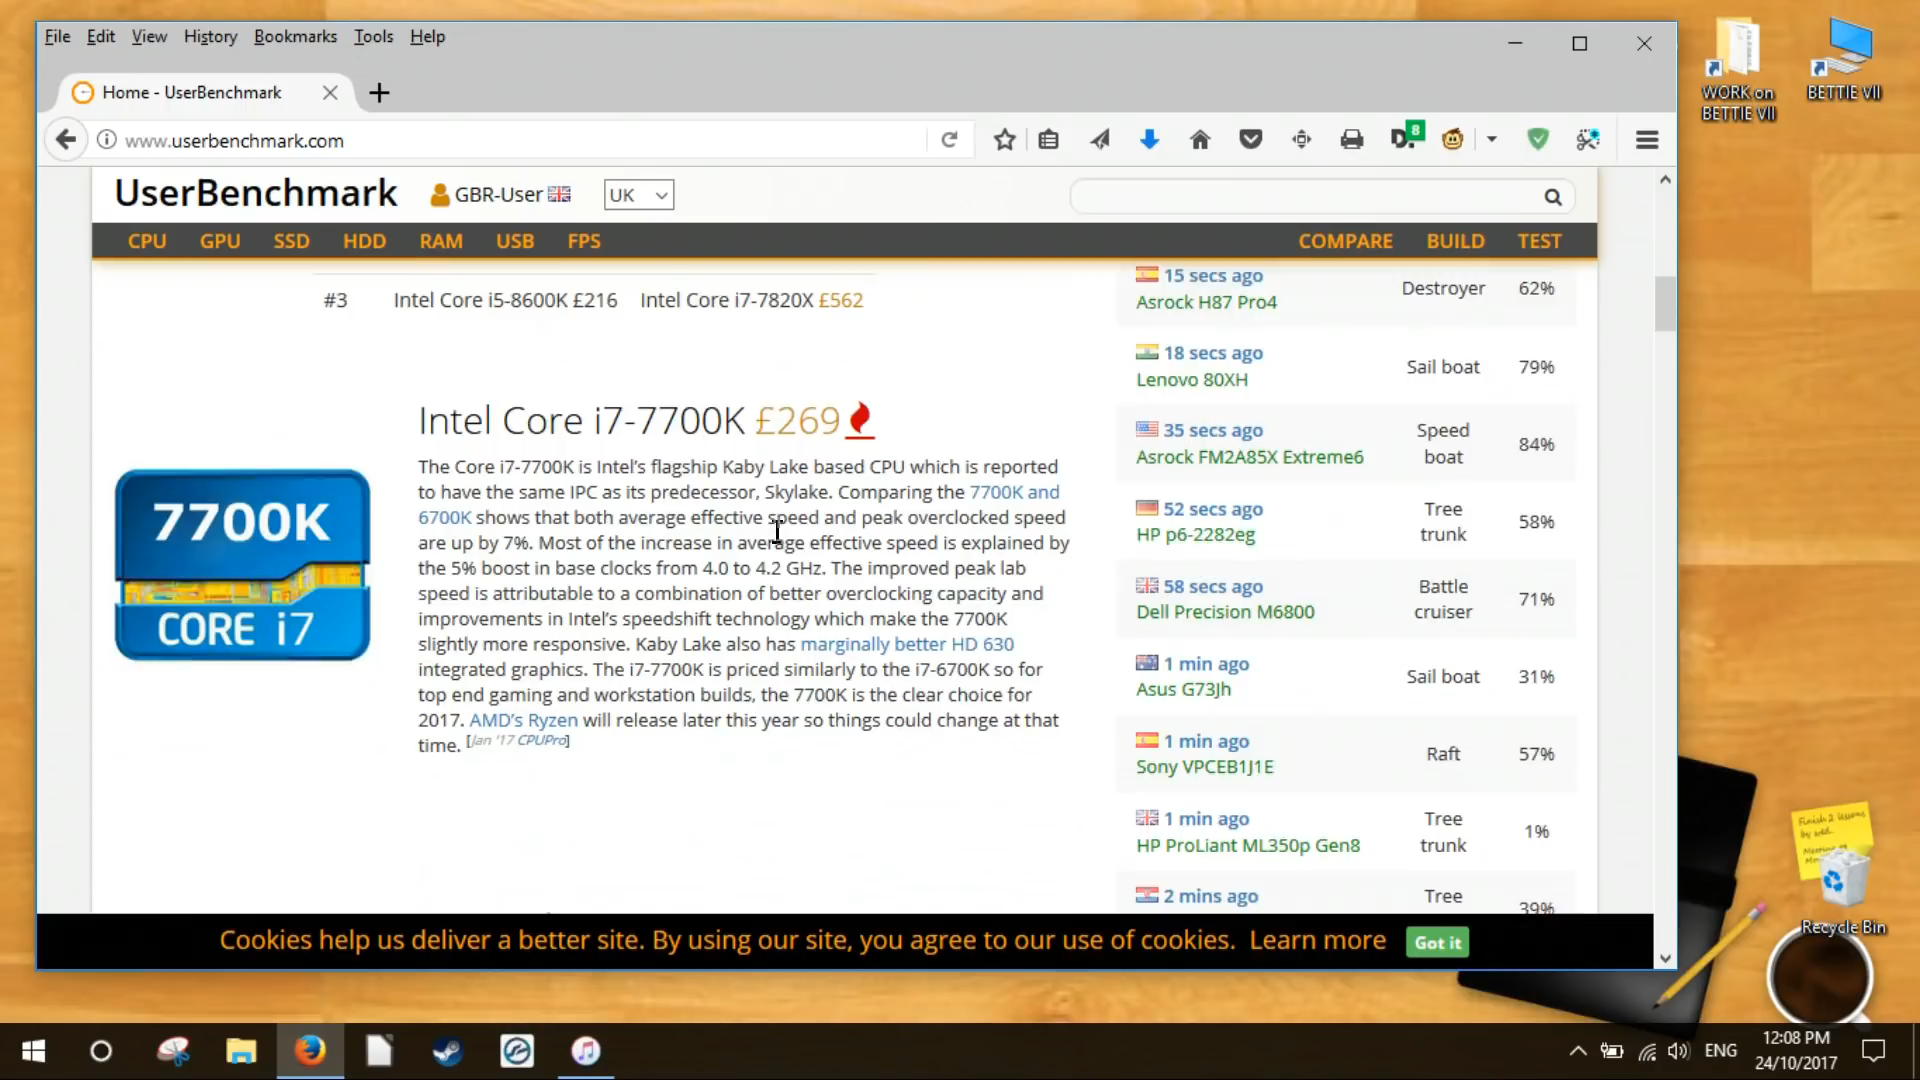 File Edit View History Bookmarks Tools Help
Home - UserBenchmark
www.userbenchmark.com
8
WORK on
BETTIE VII
BETTIE VII
UserBenchmark GBR-User UK
CPU GPU SSD HDD RAM USB FPS COMPARE BUILD TEST
#3 Intel Core i5-8600K £216 Intel Core i7-7820X £562
Intel Core i7-7700K £269
The Core i7-7700K is Intel's flagship Kaby Lake based CPU which is reported
to have the same IPC as its predecessor, Skylake. Comparing the 7700K and
6700K shows that both average effective speed and peak overclocked speed
are up by 7%. Most of the increase in average effective speed is explained by
the 5% boost in base clocks from 4.0 to 4.2 GHz. The improved peak lab
speed is attributable to a combination of better overclocking capacity and
improvements in Intel's speedshift technology which make the 7700K
slightly more responsive. Kaby Lake also has marginally better HD 630
integrated graphics. The i7-7700K is priced similarly to the i7-6700K so for
top end gaming and workstation builds, the 7700K is the clear choice for
2017. AMD's Ryzen will release later this year so things could change at that
time. [Jan '17 CPUPro]
7700K
CORE i7
15 secs ago
Asrock H87 Pro4
Destroyer
62%
18 secs ago
Lenovo 80XH
Sail boat
79%
35 secs ago
Asrock FM2A85X Extreme6
Speed
boat
84%
52 secs ago
HP p6-2282eg
Tree
trunk
58%
58 secs ago
Dell Precision M6800
Battle
cruiser
71%
1 min ago
Asus G73Jh
Sail boat
31%
1 min ago
Sony VPCEB1J1E
Raft
57%
1 min ago
HP ProLiant ML350p Gen8
Tree
trunk
1%
2 mins ago
Tree
39%
Cookies help us deliver a better site. By using our site, you agree to our use of cookies. Learn more Got it
Finish 2 lessons
by wed.
Recycle Bin
ENG
12:08 PM
24/10/2017